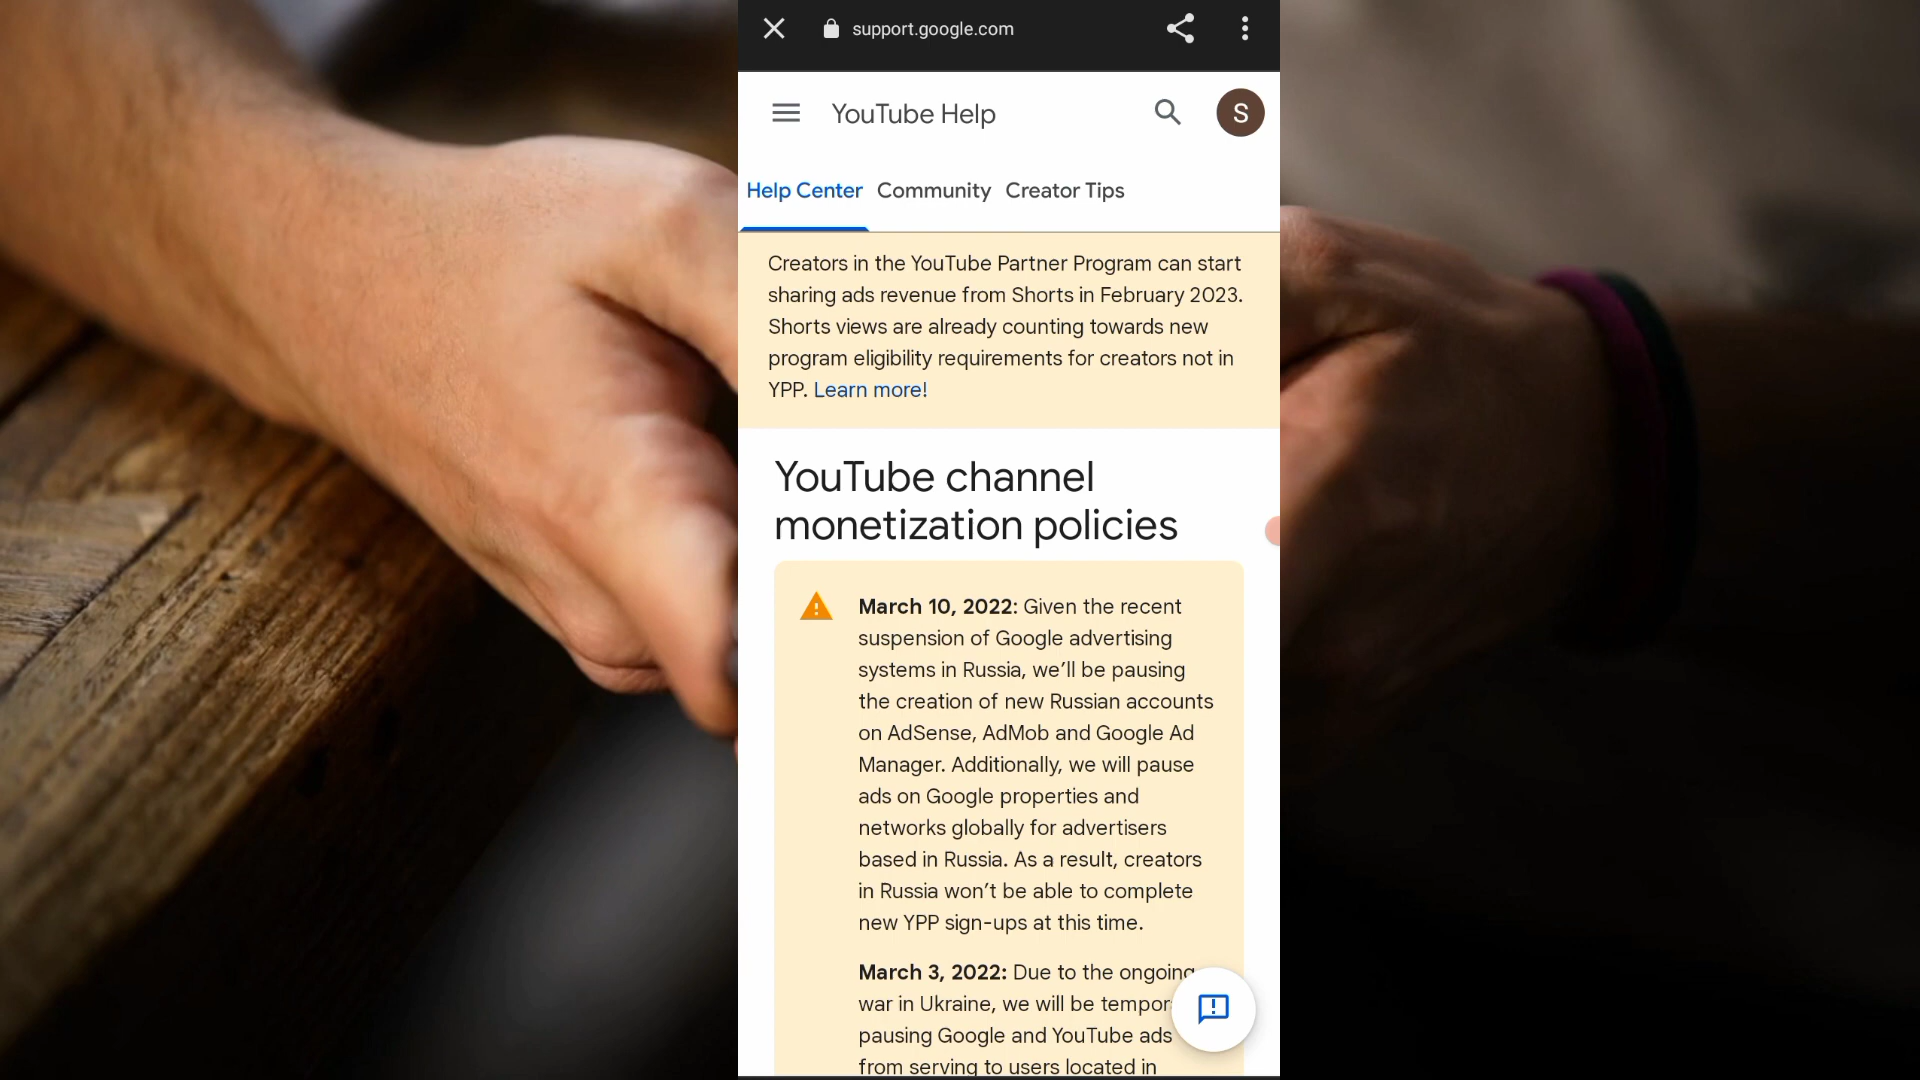 support.google.com
YouTube Help
S
Help Center Community Creator Tips
Creators in the YouTube Partner Program can start
sharing ads revenue from Shorts in February 2023.
Shorts views are already counting towards new
program eligibility requirements for creators not in
YPP. Learn more!
YouTube channel
monetization policies
March 10, 2022: Given the recent
suspension of Google advertising
systems in Russia, we’ll be pausing
the creation of new Russian accounts
on AdSense, AdMob and Google Ad
Manager. Additionally, we will pause
ads on Google properties and
networks globally for advertisers
based in Russia. As a result, creators
in Russia won’t be able to complete
new YPP sign-ups at this time.
March 3, 2022: Due to the ongoing
war in Ukraine, we will be
pausing Google and YouTube ads
from serving to users located in